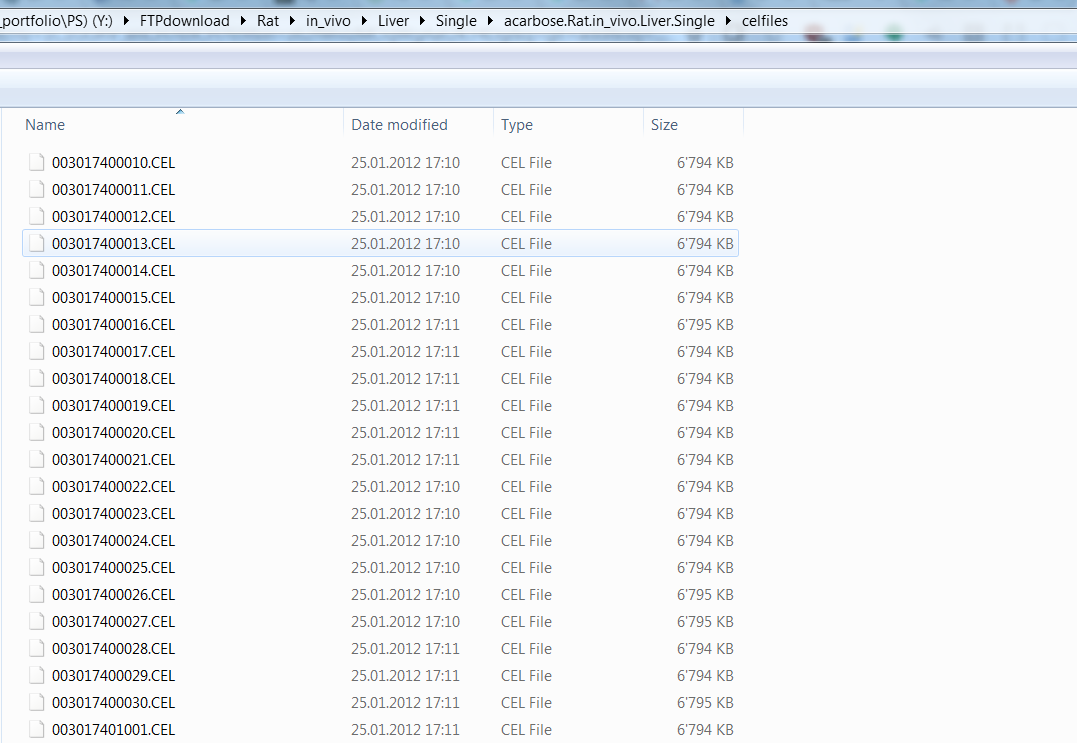 _portfolio\PS) (Y:) FTPdownload Rat in_vivo Liver Single acarbose.Rat.in_vivo.Liver.Single celfiles
Name Date modified Type Size
003017400010.CEL 25.01.2012 17:10 CEL File 6'794 KB
003017400011.CEL 25.01.2012 17:10 CEL File 6'794 KB
003017400012.CEL 25.01.2012 17:10 CEL File 6'794 KB
003017400013.CEL 25.01.2012 17:10 CEL File 6'794 KB
003017400014.CEL 25.01.2012 17:10 CEL File 6'794 KB
003017400015.CEL 25.01.2012 17:10 CEL File 6'794 KB
003017400016.CEL 25.01.2012 17:11 CEL File 6'795 KB
003017400017.CEL 25.01.2012 17:11 CEL File 6'794 KB
003017400018.CEL 25.01.2012 17:11 CEL File 6'794 KB
003017400019.CEL 25.01.2012 17:11 CEL File 6'794 KB
003017400020.CEL 25.01.2012 17:11 CEL File 6'794 KB
003017400021.CEL 25.01.2012 17:11 CEL File 6'794 KB
003017400022.CEL 25.01.2012 17:10 CEL File 6'794 KB
003017400023.CEL 25.01.2012 17:10 CEL File 6'794 KB
003017400024.CEL 25.01.2012 17:10 CEL File 6'794 KB
003017400025.CEL 25.01.2012 17:10 CEL File 6'794 KB
003017400026.CEL 25.01.2012 17:10 CEL File 6'795 KB
003017400027.CEL 25.01.2012 17:10 CEL File 6'795 KB
003017400028.CEL 25.01.2012 17:11 CEL File 6'794 KB
003017400029.CEL 25.01.2012 17:11 CEL File 6'794 KB
003017400030.CEL 25.01.2012 17:11 CEL File 6'795 KB
003017401001.CEL 25.01.2012 17:11 CEL File 6'794 KB